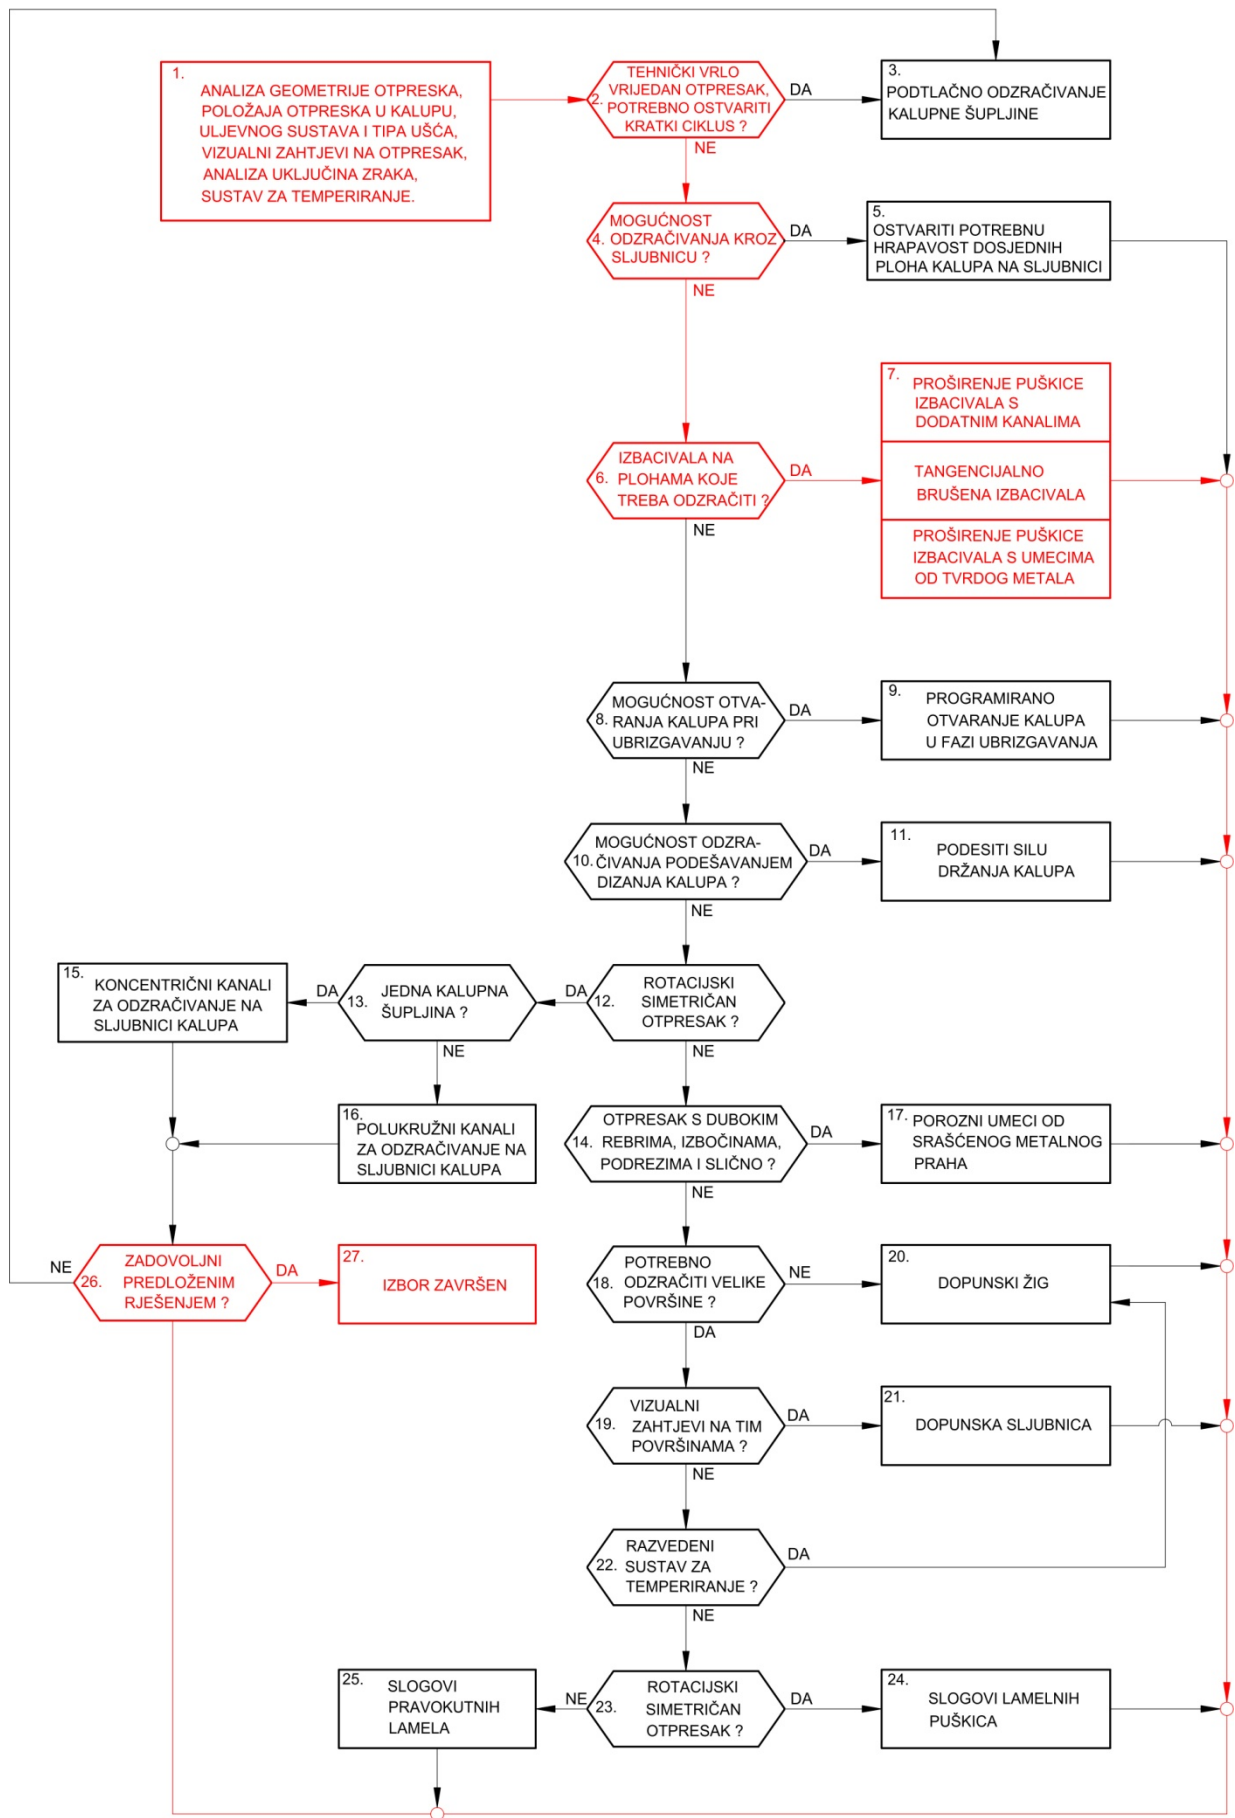 1.
ANALIZA GEOMETRIJE OTPRESKA,
POLOŽAJA OTPRESKA U KALUPU,
ULJEVNOG SUSTAVA I TIPA UŠĆA,
VIZUALNI ZAHTJEVI NA OTPRESAK,
ANALIZA UKLJUČINA ZRAKA,
SUSTAV ZA TEMPERIRANJE.
TEHNIČKI VRLO
VRIJEDAN OTPRESAK,
2. POTREBNO OSTVARITI
KRATKI CIKLUS ?
DA
NE
3.
PODTLAČNO ODZRAČIVANJE
KALUPNE ŠUPLJINE
MOGUĆNOST
4. ODZRAČIVANJA KROZ
SLJUBNICU ?
DA
NE
5.
OSTVARITI POTREBNU
HRAPAVOST DOSJEDNIH
PLOHA KALUPA NA SLJUBNICI
IZBACIVALA NA
6. PLOHAMA KOJE
TREBA ODZRAČITI ?
DA
NE
7. PROŠIRENJE PUŠKICE
IZBACIVALA S
DODATNIM KANALIMA
TANGENCIJALNO
BRUŠENA IZBACIVALA
PROŠIRENJE PUŠKICE
IZBACIVALA S UMECIMA
OD TVRDOG METALA
MOGUĆNOST OTVA-
8. RANJA KALUPA PRI
UBRIZGAVANJU ?
DA
NE
9.
PROGRAMIRANO
OTVARANJE KALUPA
U FAZI UBRIZGAVANJA
MOGUĆNOST ODZRA-
10. ČIVANJA PODEŠAVANJEM
DIZANJA KALUPA ?
DA
NE
11.
PODESITI SILU
DRŽANJA KALUPA
ROTACIJSKI
12. SIMETRIČAN
OTPRESAK ?
DA
NE
JEDNA KALUPNA
13. ŠUPLJINA ?
DA
NE
15. KONCENTRIČNI KANALI
ZA ODZRAČIVANJE NA
SLJUBNICI KALUPA
16.
POLUKRUŽNI KANALI
ZA ODZRAČIVANJE NA
SLJUBNICI KALUPA
OTPRESAK S DUBOKIM
14. REBRIMA, IZBOČINAMA,
PODREZIMA I SLIČNO ?
DA
NE
17. POROZNI UMECI OD
SRAŠĆENOG METALNOG
PRAHA
POTREBNO
18. ODZRAČITI VELIKE
POVRŠINE ?
NE
DA
20.
DOPUNSKI ŽIG
ZADOVOLJNI
26. PREDLOŽENIM
RJEŠENJEM ?
NE
DA
27.
IZBOR ZAVRŠEN
VIZUALNI
19. ZAHTJEVI NA TIM
POVRŠINAMA ?
DA
NE
21.
DOPUNSKA SLJUBNICA
RAZVEDENI
22. SUSTAV ZA
TEMPERIRANJE ?
DA
NE
ROTACIJSKI
23. SIMETRIČAN
OTPRESAK ?
NE
DA
24.
SLOGOVI LAMELNIH
PUŠKICA
25.
SLOGOVI
PRAVOKUTNIH
LAMELA